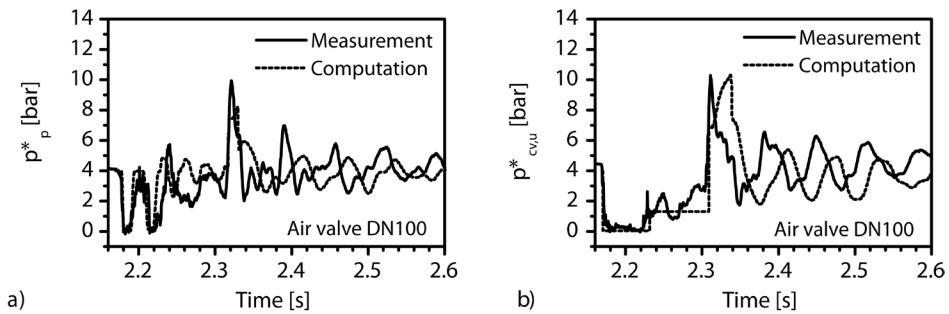 14
12
10
8
6
4
2
0
p*p [bar]
Measurement
Computation
Air valve DN100
2.2 2.3 2.4 2.5 2.6
Time [s]
a)
14
12
10
8
6
4
2
0
p*cv,u [bar]
Measurement
Computation
Air valve DN100
2.2 2.3 2.4 2.5 2.6
Time [s]
b)